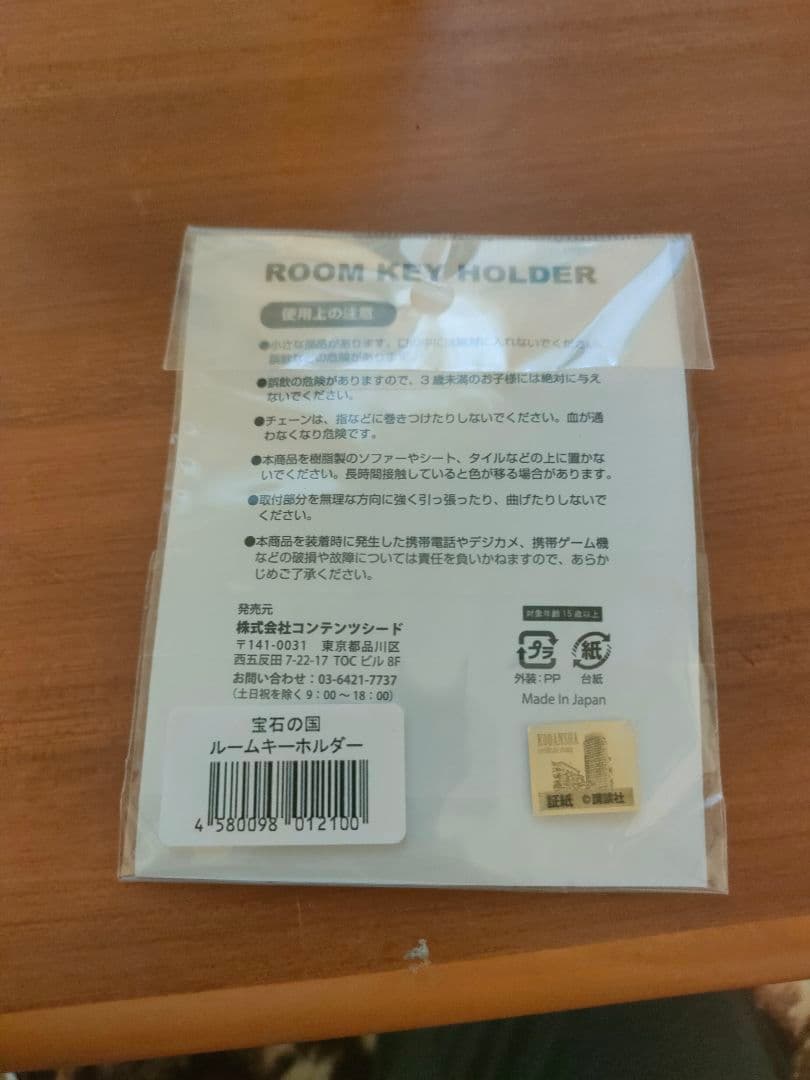 ROOM KEY HOLDER
使用上の注意
●小さな部品があります。口の中には絶対に入れないでください。
●誤飲の危険がありますので、3歳未満のお子様には絶対に与え
ないでください。
●チェーンは、指などに巻きつけたりしないでください。血が通
わなくなり危険です。
●本商品を樹脂製のソファーやシート、タイルなどの上に置かな
いでください。長時間接触していると色が移る場合があります。
●取付部分を無理な方向に強く引っ張ったり、曲げたりしないで
ください。
●本商品を装着時に発生した携帯電話やデジカメ、携帯ゲーム機
などの破損や故障については責任を負いかねますので、あらか
じめご了承ください。
発売元
株式会社コンテンツシード
〒141-0031 東京都品川区
西五反田 7-22-17 TOC ビル 8F
お問い合わせ：03-6421-7737
（土日祝を除く 9：00 〜 18：00）
対象年齢15歳以上
プラ
紙
外装：PP
台紙
Made In Japan
宝石の国
ルームキーホルダー
4 580098 012100
KODANSHA
証紙 ©講談社